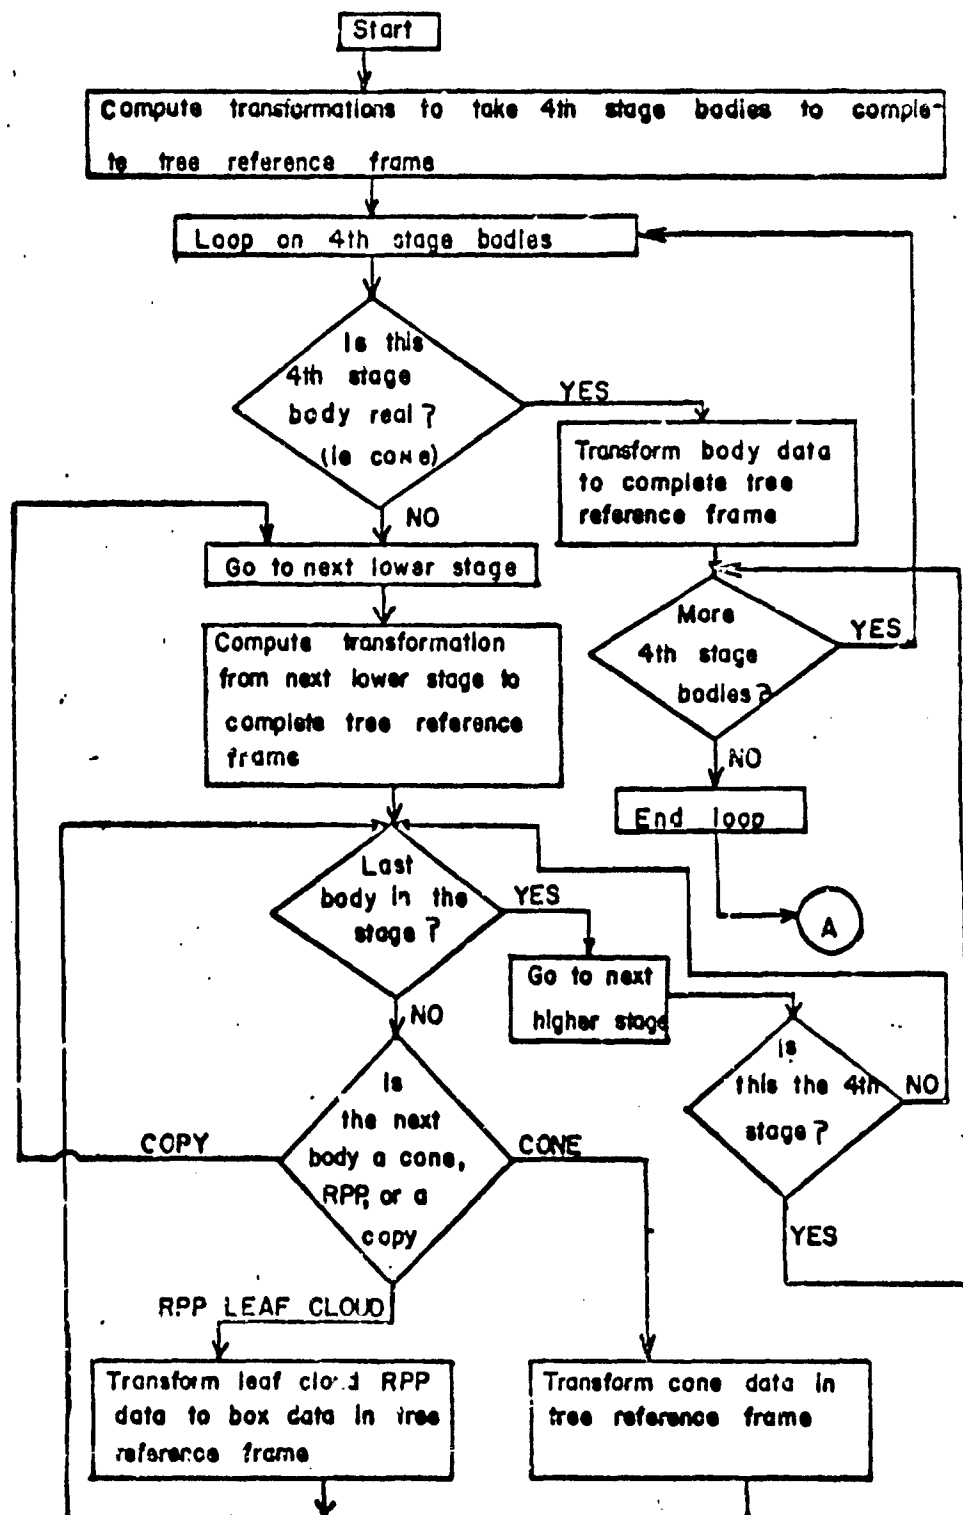 Start
Compute transformations to take 4th stage bodies to comple-
te tree reference frame
Loop on 4th stage bodies
Is this
4th stage
body real?
(ie cone)
YES
Transform body data
to complete tree
reference frame
NO
Go to next lower stage
More
4th stage
bodies?
YES
Compute transformation
from next lower stage to
complete tree reference
frame
NO
End loop
A
Last
body in the
stage?
YES
Go to next
higher stage
NO
is
this the 4th
stage?
NO
YES
Is
the next
body a cone,
RPP, or a
copy
COPY
CONE
RPP LEAF CLOUD
Transform leaf cloud RPP
data to box data in tree
reference frame
Transform cone data in
tree reference frame